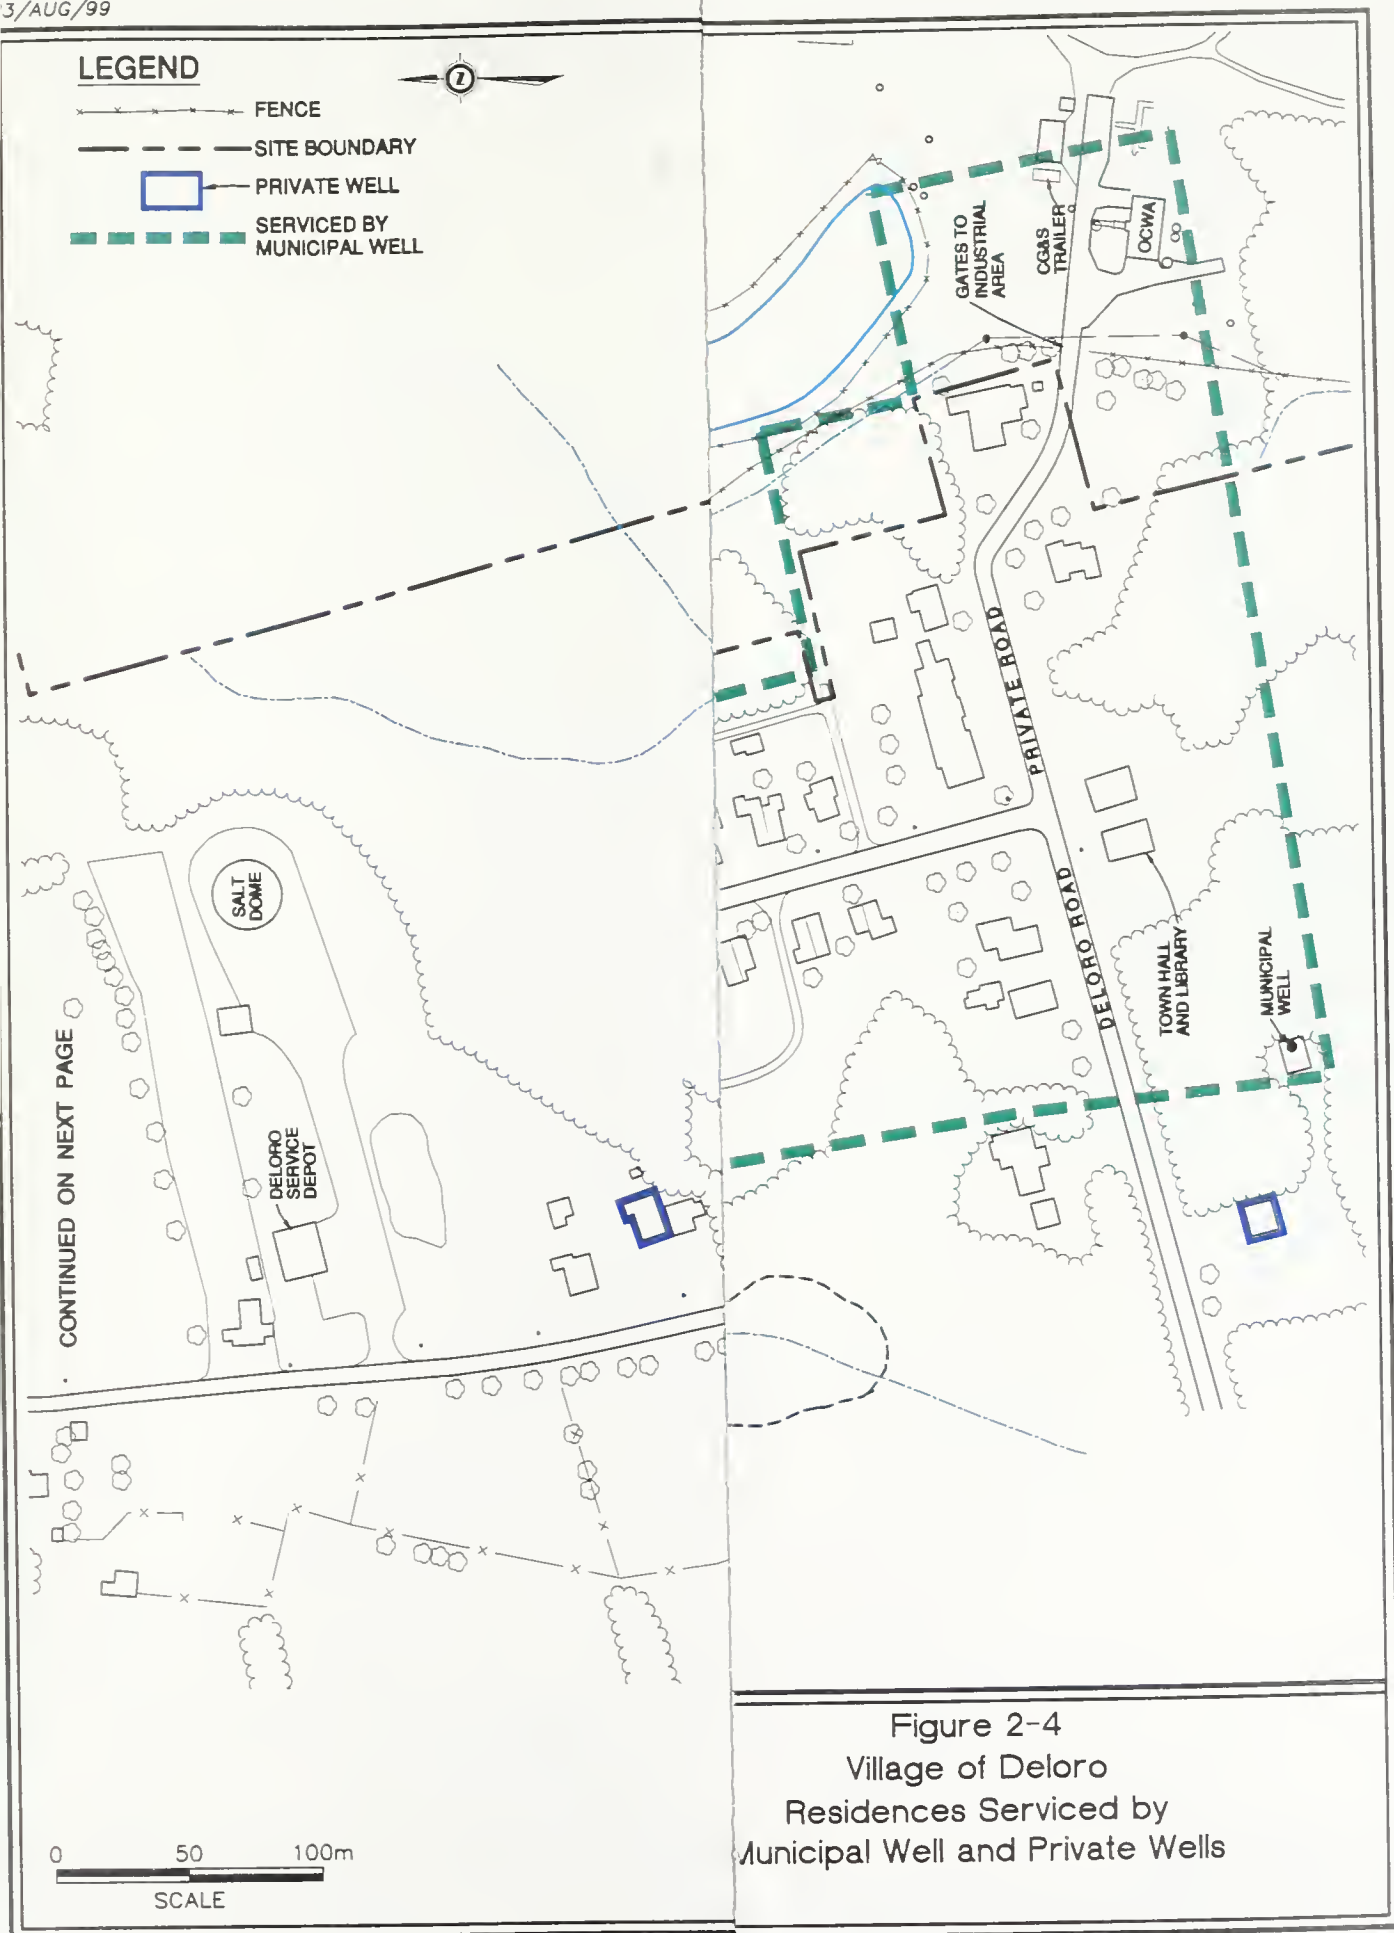 3/AUG/99
LEGEND
FENCE
SITE BOUNDARY
PRIVATE WELL
SERVICED BY
MUNICIPAL WELL
Z
GATES TO
INDUSTRIAL
AREA
CG&S
TRAILER
OCWA
PRIVATE ROAD
DELORO ROAD
SALT
DOME
TOWN HALL
AND LIBRARY
MUNICIPAL
WELL
CONTINUED ON NEXT PAGE
DELORO
SERVICE
DEPOT
Figure 2-4
Village of Deloro
Residences Serviced by
Municipal Well and Private Wells
0 50 100m
SCALE